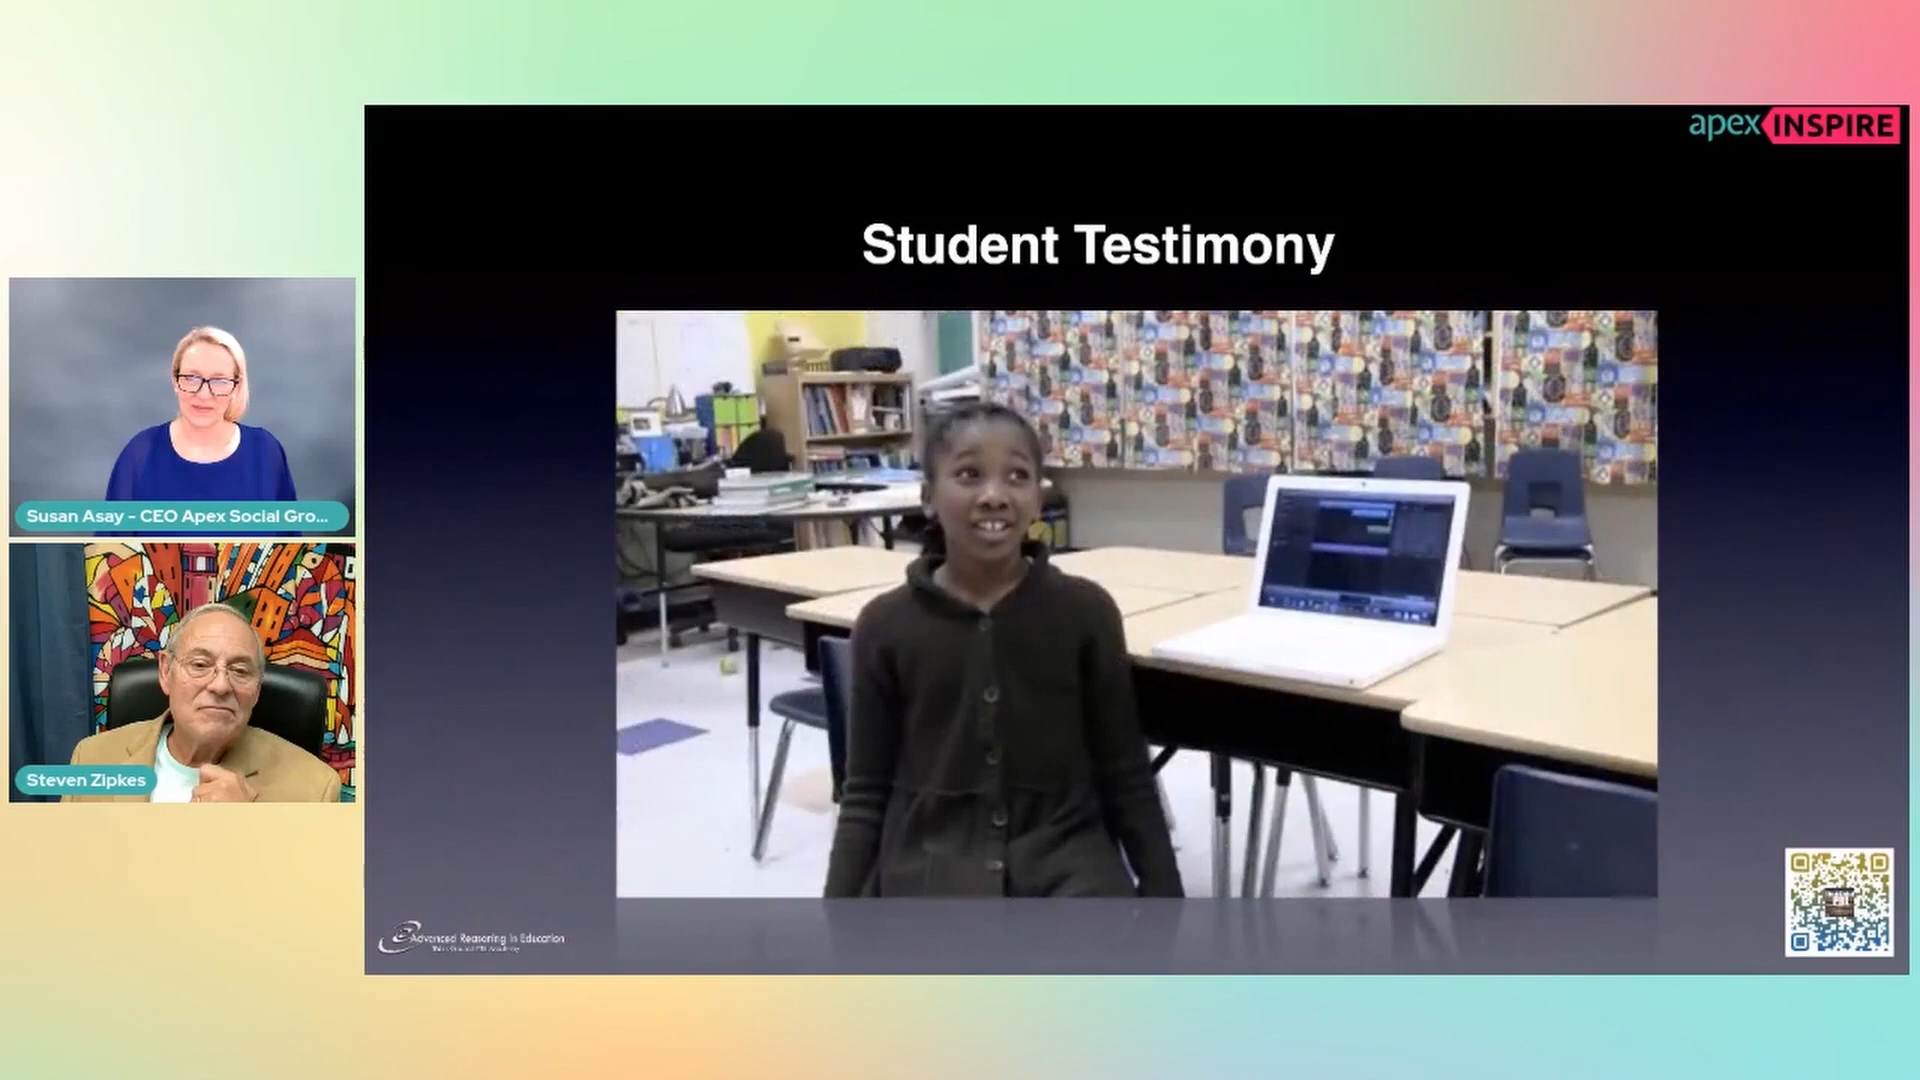 apex INSPIRE
Student Testimony
Susan Asay - CEO Apex Social Gro...
Steven Zipkes
Advanced Reasoning in Education